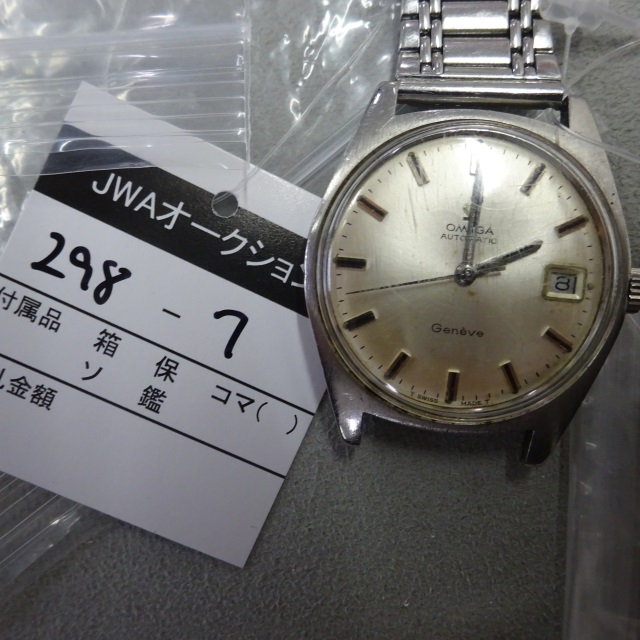 JWAオークション
298 - 7
付属品 箱 保 コマ( )
ソ 鑑
札金額
OMEGA
AUTOMATIC
Genève
SWISS MADE